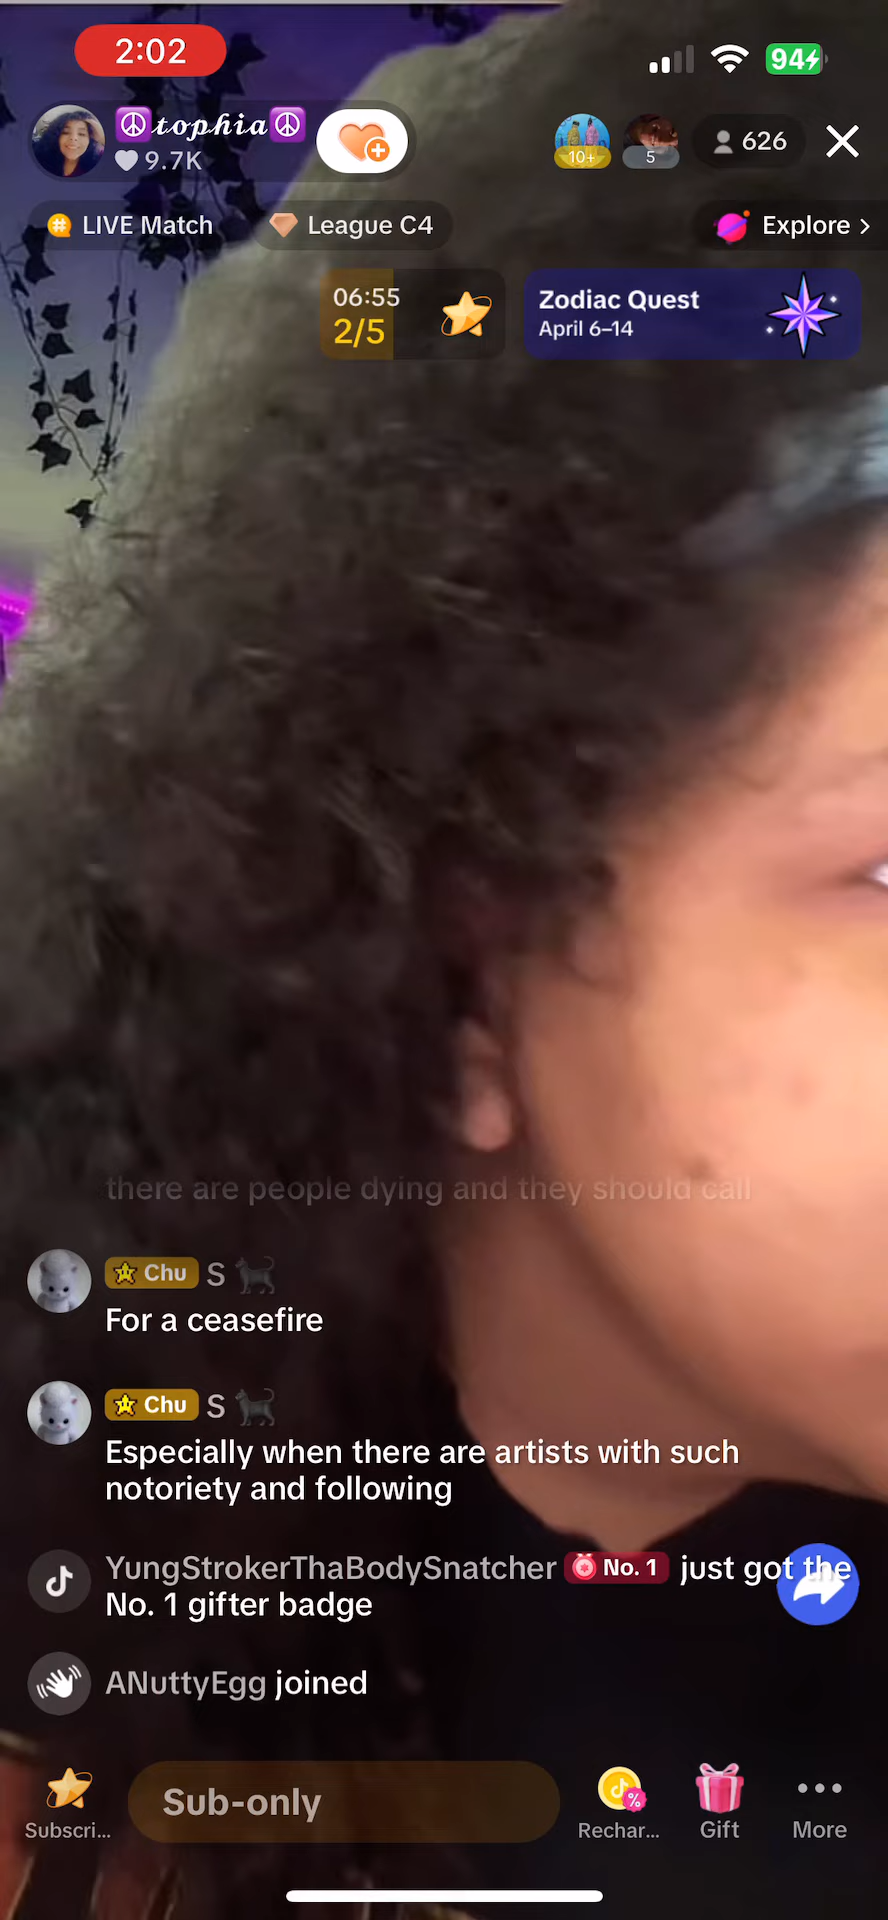 2:02
94
☮️𝓽𝓸𝓹𝓱𝓲𝓪☮️
9.7K
10+
5
626
LIVE Match
League C4
Explore >
06:55
2/5
Zodiac Quest
April 6–14
there are people dying and they should call
Chu S 🐈‍⬛
For a ceasefire
Chu S 🐈‍⬛
Especially when there are artists with such
notoriety and following
YungStrokerThaBodySnatcher No. 1 just got the
No. 1 gifter badge
ANuttyEgg joined
Sub-only
Subscri...
Rechar...
Gift
More